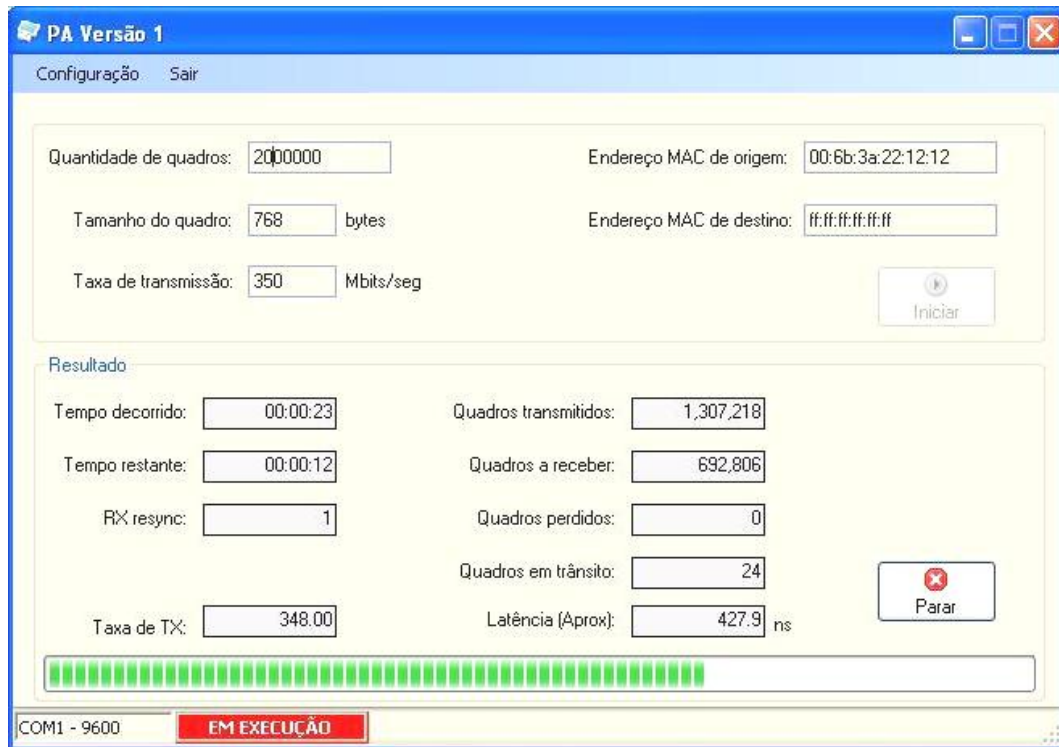 PA Versão 1
Configuração Sair
Quantidade de quadros: 2000000 Endereço MAC de origem: 00:6b:3a:22:12:12
Tamanho do quadro: 768 bytes Endereço MAC de destino: ff:ff:ff:ff:ff:ff
Taxa de transmissão: 350 Mbits/seg
Iniciar
Resultado
Tempo decorrido: 00:00:23 Quadros transmitidos: 1,307,218
Tempo restante: 00:00:12 Quadros a receber: 692,806
RX resync: 1 Quadros perdidos: 0
Quadros em trânsito: 24
Parar
Taxa de TX: 348.00 Latência (Aprox): 427.9 ns
COM1 - 9600 EM EXECUÇÃO